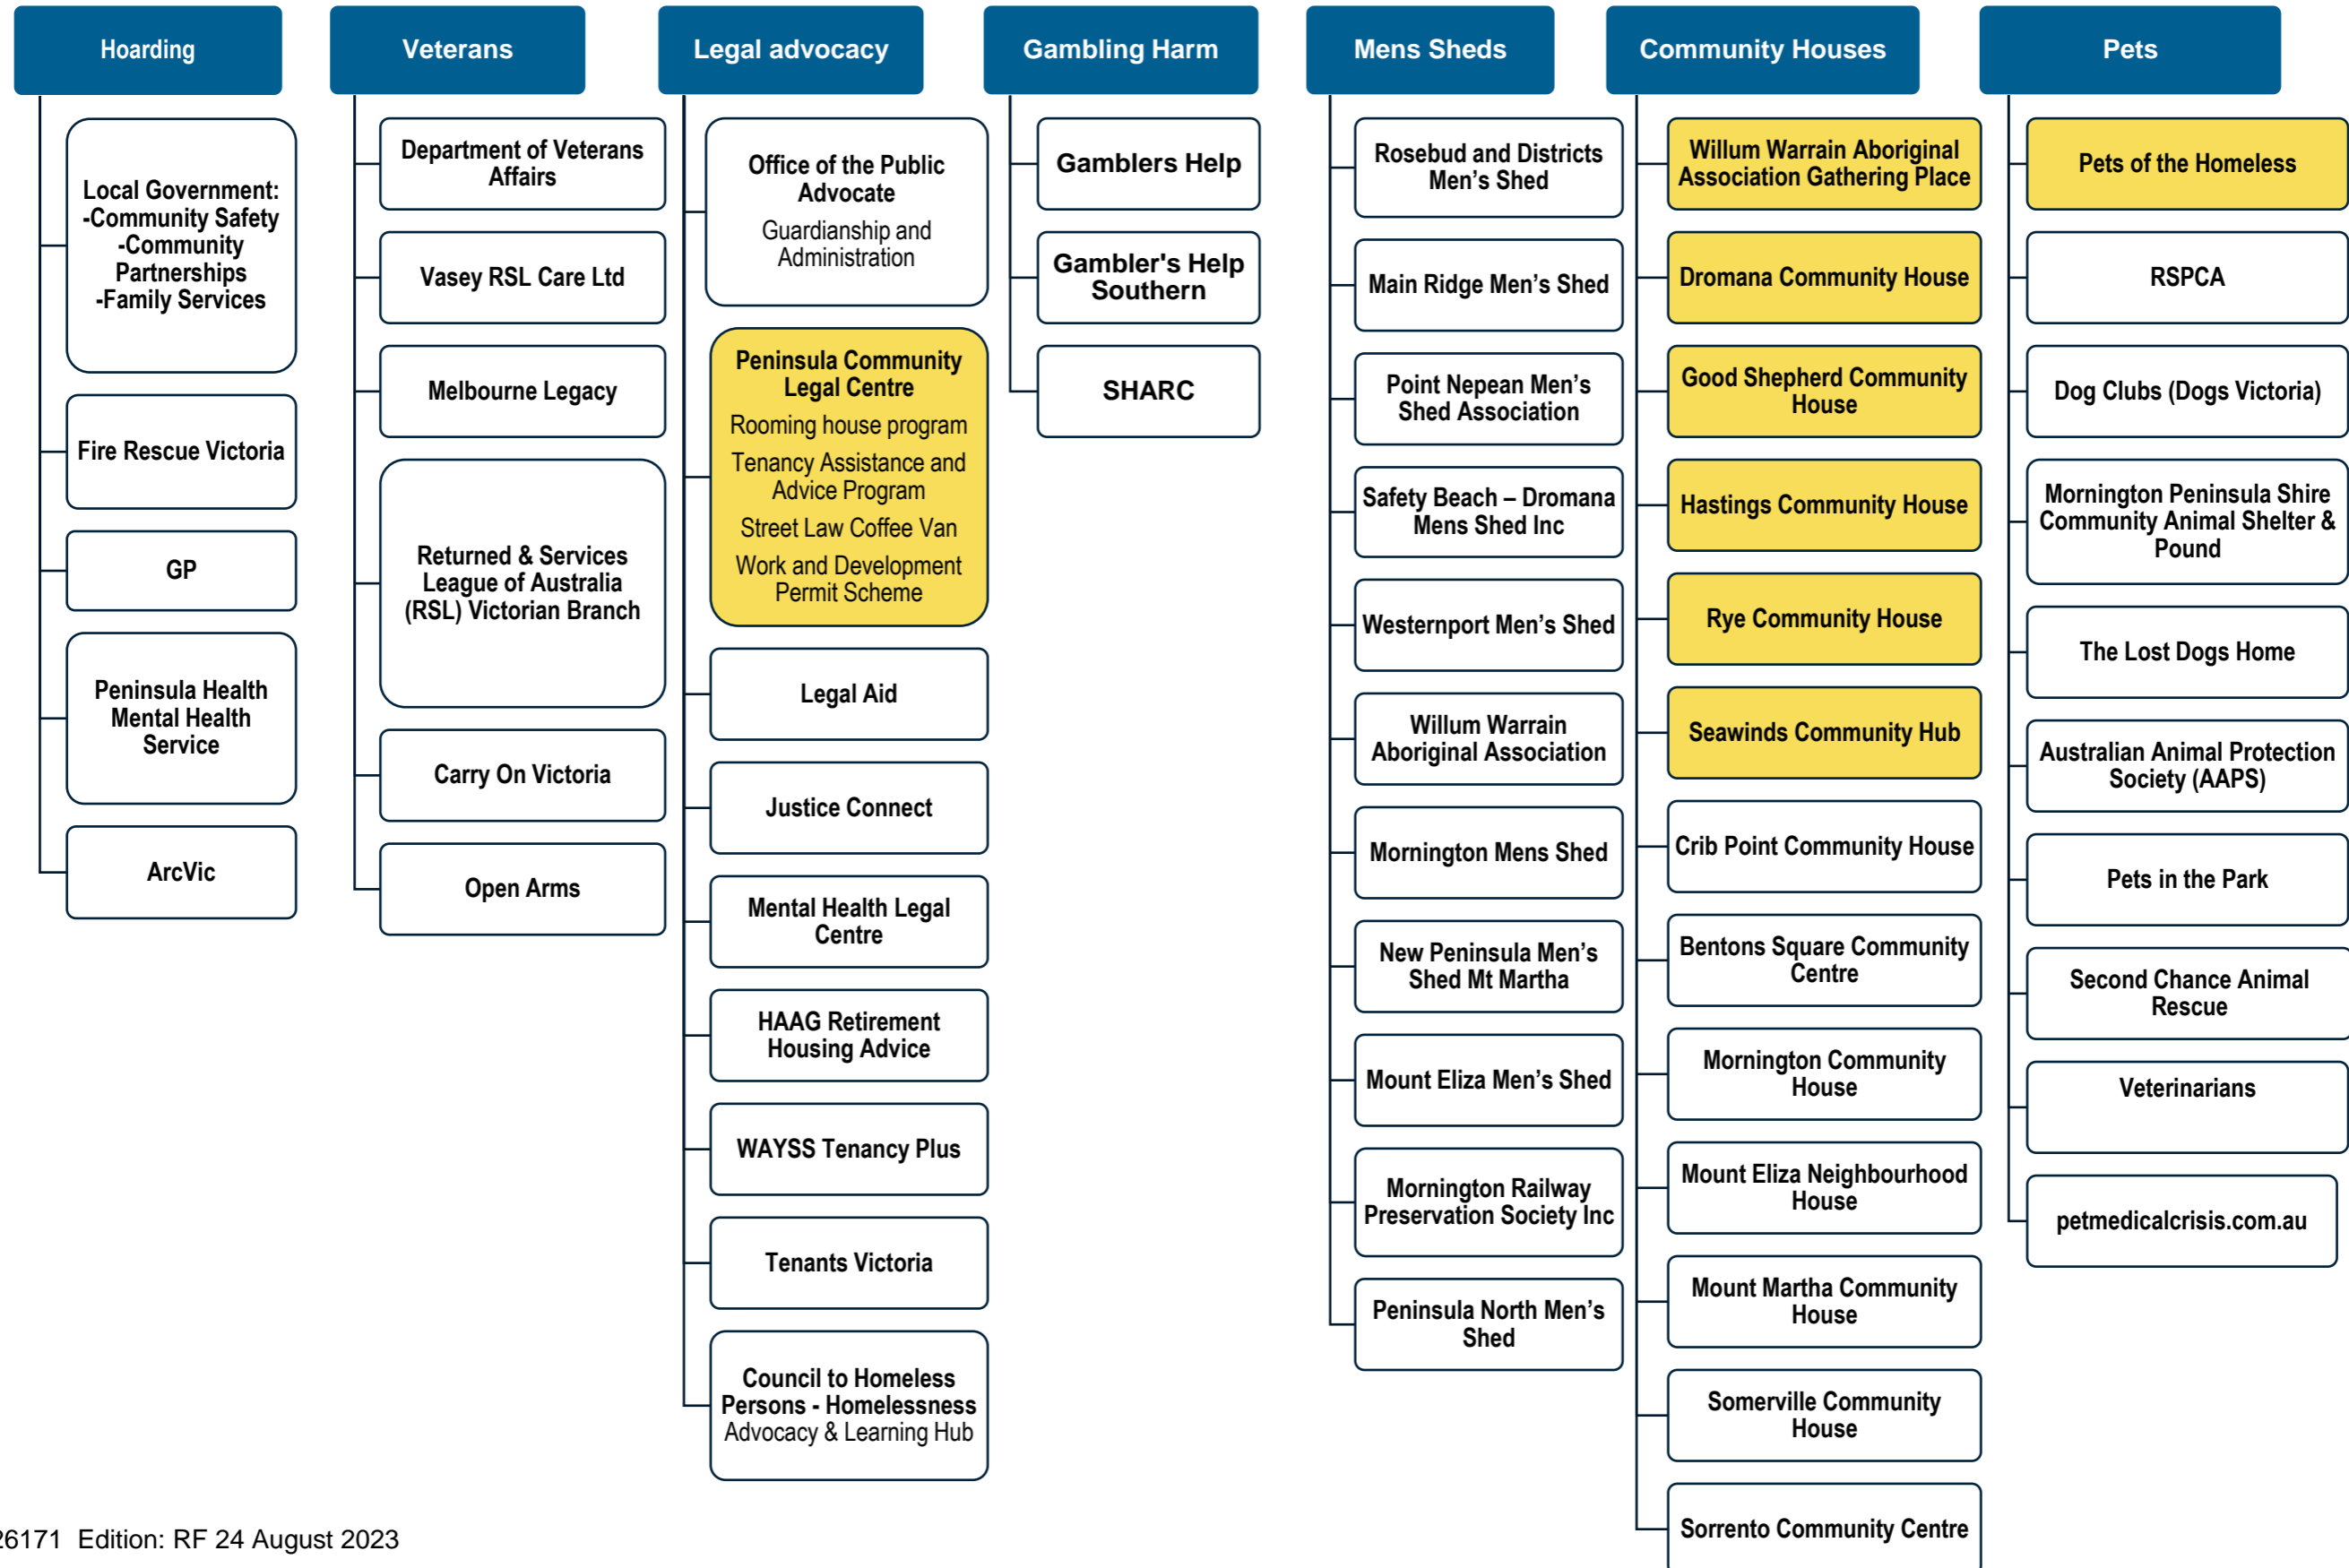 Hoarding
Local Government:
-Community Safety
-Community
Partnerships
-Family Services
Fire Rescue Victoria
GP
Peninsula Health
Mental Health
Service
ArcVic
Veterans
Department of Veterans
Affairs
Vasey RSL Care Ltd
Melbourne Legacy
Returned & Services
League of Australia
(RSL) Victorian Branch
Carry On Victoria
Open Arms
Legal advocacy
Office of the Public
Advocate
Guardianship and
Administration
Peninsula Community
Legal Centre
Rooming house program
Tenancy Assistance and
Advice Program
Street Law Coffee Van
Work and Development
Permit Scheme
Legal Aid
Justice Connect
Mental Health Legal
Centre
HAAG Retirement
Housing Advice
WAYSS Tenancy Plus
Tenants Victoria
Council to Homeless
Persons - Homelessness
Advocacy & Learning Hub
Gambling Harm
Gamblers Help
Gambler's Help
Southern
SHARC
Mens Sheds
Rosebud and Districts
Men’s Shed
Main Ridge Men’s Shed
Point Nepean Men’s
Shed Association
Safety Beach – Dromana
Mens Shed Inc
Westernport Men’s Shed
Willum Warrain
Aboriginal Association
Mornington Mens Shed
New Peninsula Men’s
Shed Mt Martha
Mount Eliza Men’s Shed
Mornington Railway
Preservation Society Inc
Peninsula North Men’s
Shed
Community Houses
Willum Warrain Aboriginal
Association Gathering Place
Dromana Community House
Good Shepherd Community
House
Hastings Community House
Rye Community House
Seawinds Community Hub
Crib Point Community House
Bentons Square Community
Centre
Mornington Community
House
Mount Eliza Neighbourhood
House
Mount Martha Community
House
Somerville Community
House
Sorrento Community Centre
Pets
Pets of the Homeless
RSPCA
Dog Clubs (Dogs Victoria)
Mornington Peninsula Shire
Community Animal Shelter &
Pound
The Lost Dogs Home
Australian Animal Protection
Society (AAPS)
Pets in the Park
Second Chance Animal
Rescue
Veterinarians
petmedicalcrisis.com.au
26171 Edition: RF 24 August 2023